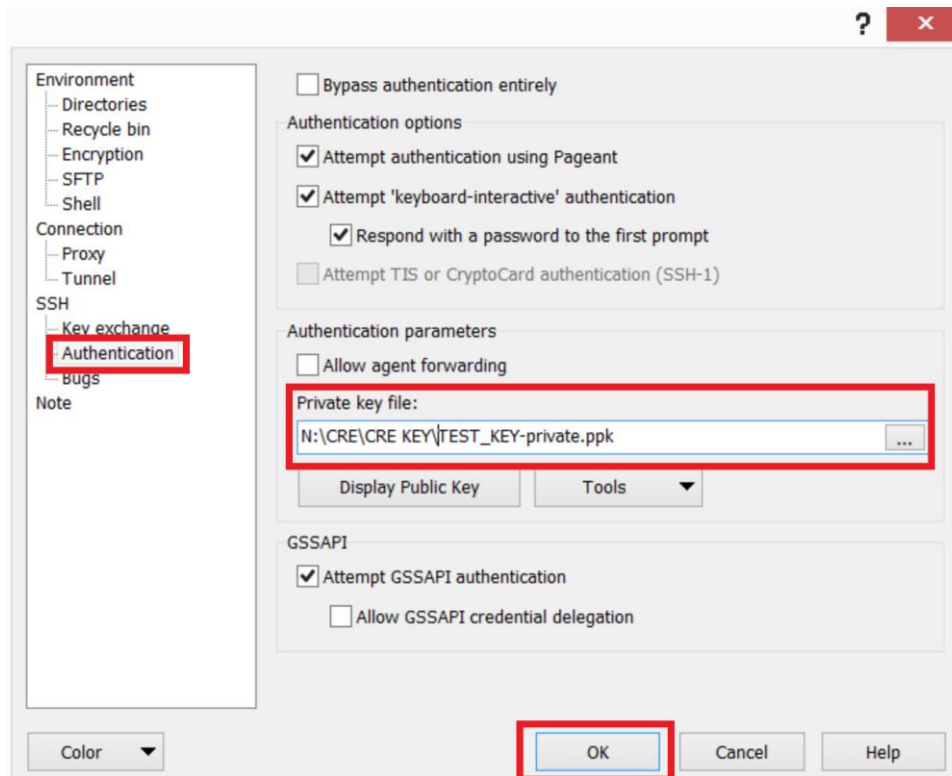 ?
×
Environment
Directories
Recycle bin
Encryption
SFTP
Shell
Connection
Proxy
Tunnel
SSH
Key exchange
Authentication
Bugs
Note
Bypass authentication entirely
Authentication options
Attempt authentication using Pageant
Attempt 'keyboard-interactive' authentication
Respond with a password to the first prompt
Attempt TIS or CryptoCard authentication (SSH-1)
Authentication parameters
Allow agent forwarding
Private key file:
N:\CRE\CRE KEY\TEST_KEY-private.ppk
...
Display Public Key
Tools
GSSAPI
Attempt GSSAPI authentication
Allow GSSAPI credential delegation
Color
OK
Cancel
Help